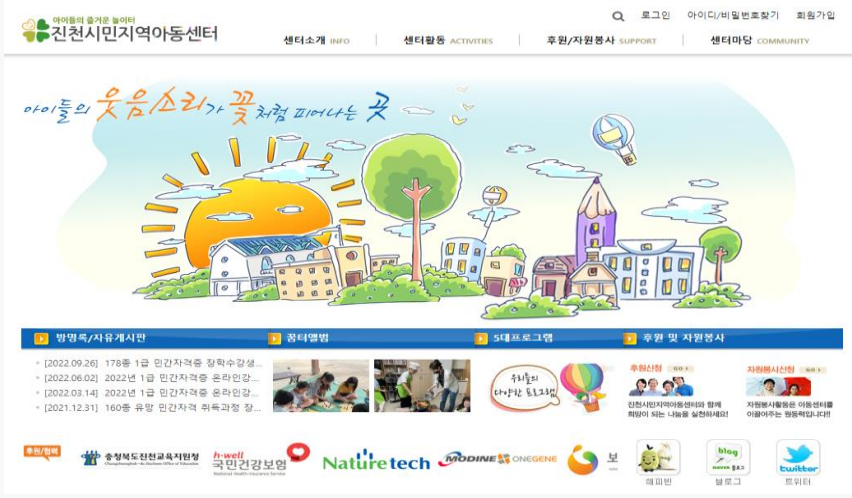 아이들의 즐거운 놀이터
진천시민지역아동센터
로그인 아이디/비밀번호찾기 회원가입
센터소개 INFO 센터활동 ACTIVITIES 후원/자원봉사 SUPPORT 센터마당 COMMUNITY
아이들의 웃음소리가 꽃처럼 피어나는 곳
방명록/자유게시판 꿈터앨범 5대프로그램 후원 및 자원봉사
[2022.09.26] 178종 1급 민간자격증 장학수강생...
[2022.06.02] 2022년 1급 민간자격증 온라인강...
[2022.03.14] 2022년 1급 민간자격증 온라인강...
[2021.12.31] 160종 유망 민간자격 취득과정 장...
우리들의
다양한 프로그램
후원신청 GO
진천시민지역아동센터와 함께
희망이 되는 나눔을 실천하세요!
자원봉사신청 GO
자원봉사활동은 아동센터를
이끌어주는 원동력입니다!!
후원/협력
충청북도진천교육지원청
h-well
국민건강보험
National Health Insurance Service
Naturetech
MODINE ONEGENE
보
해피빈
blog
NAVER 블로그
블로그
twitter
트위터